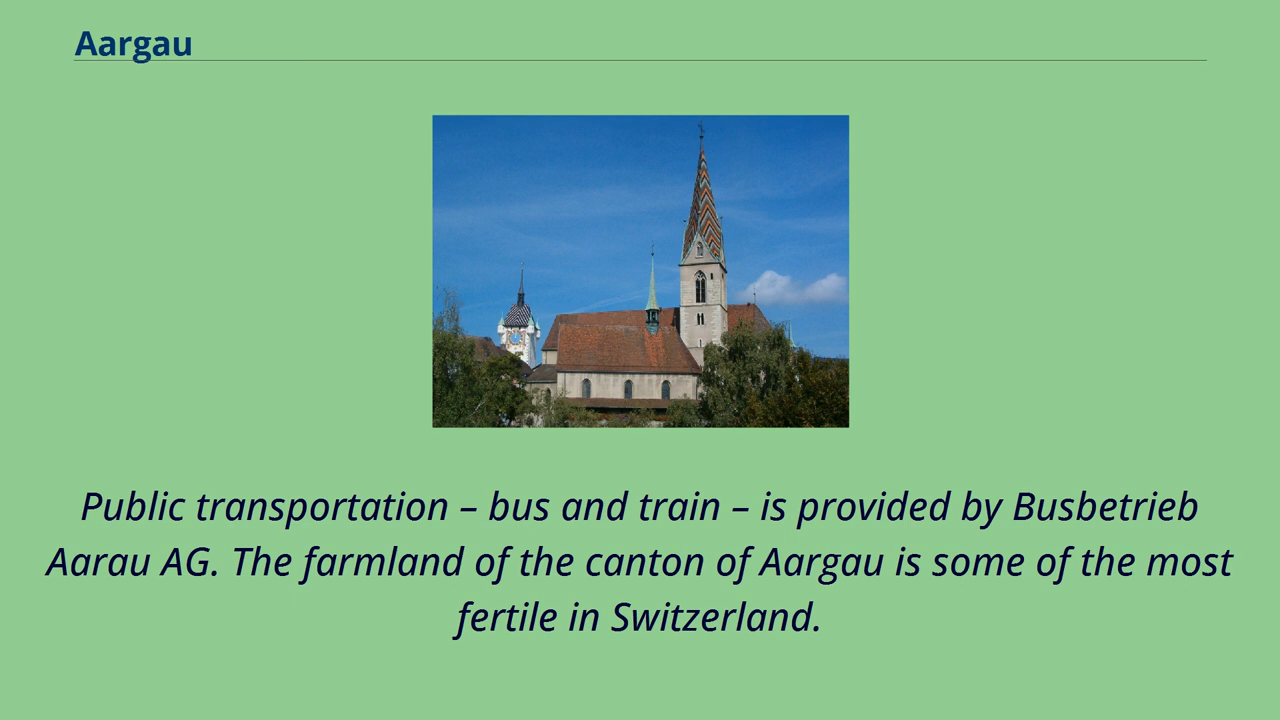 Aargau
Public transportation – bus and train – is provided by Busbetrieb
Aarau AG. The farmland of the canton of Aargau is some of the most
fertile in Switzerland.